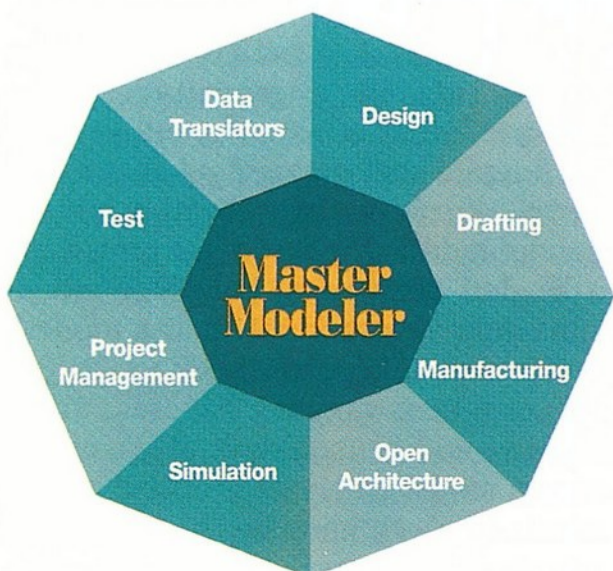 Data
Translators
Design
Test
Drafting
Master
Modeler
Project
Management
Manufacturing
Simulation
Open
Architecture